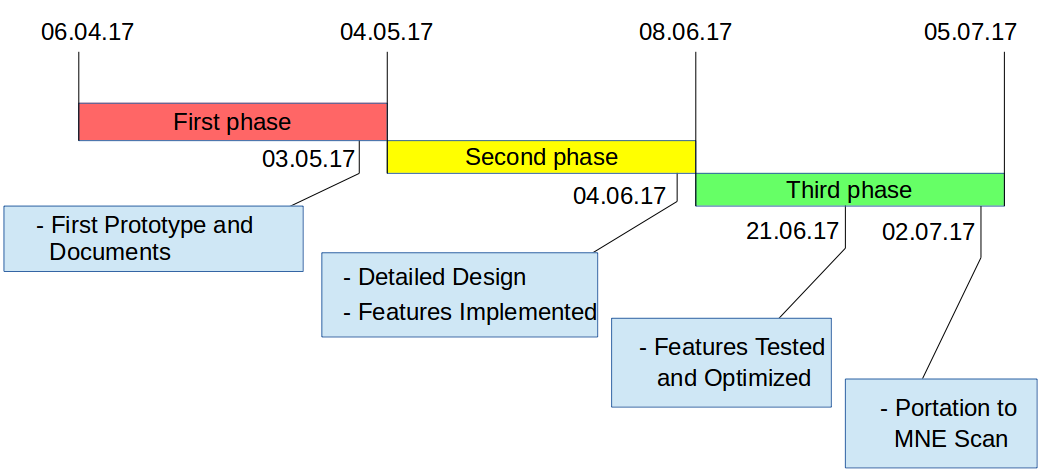 06.04.17
04.05.17
08.06.17
05.07.17
First phase
03.05.17
Second phase
04.06.17
Third phase
21.06.17
02.07.17
- First Prototype and
Documents
- Detailed Design
- Features Implemented
- Features Tested
and Optimized
- Portation to
MNE Scan